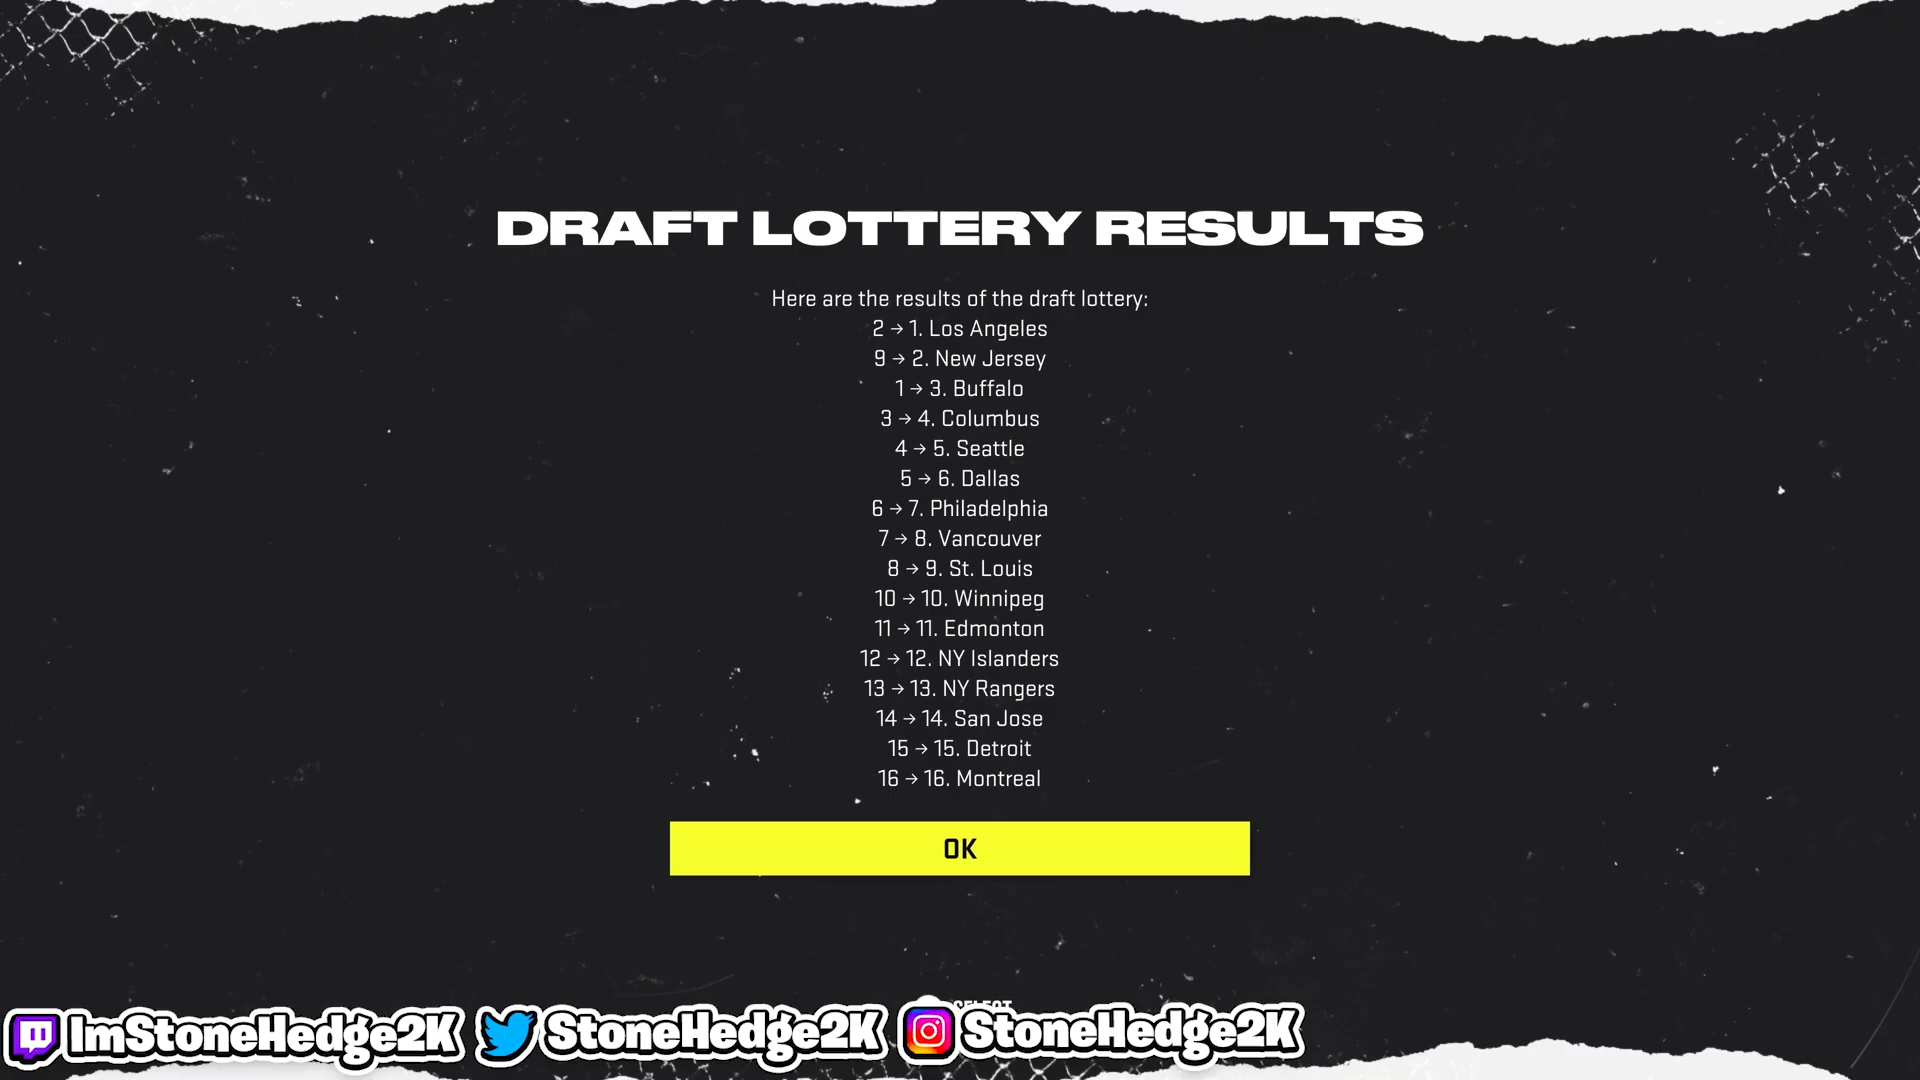 DRAFT LOTTERY RESULTS
Here are the results of the draft lottery:
2 → 1. Los Angeles
9 → 2. New Jersey
1 → 3. Buffalo
3 → 4. Columbus
4 → 5. Seattle
5 → 6. Dallas
6 → 7. Philadelphia
7 → 8. Vancouver
8 → 9. St. Louis
10 → 10. Winnipeg
11 → 11. Edmonton
12 → 12. NY Islanders
13 → 13. NY Rangers
14 → 14. San Jose
15 → 15. Detroit
16 → 16. Montreal
OK
SELECT
ImStoneHedge2K StoneHedge2K StoneHedge2K